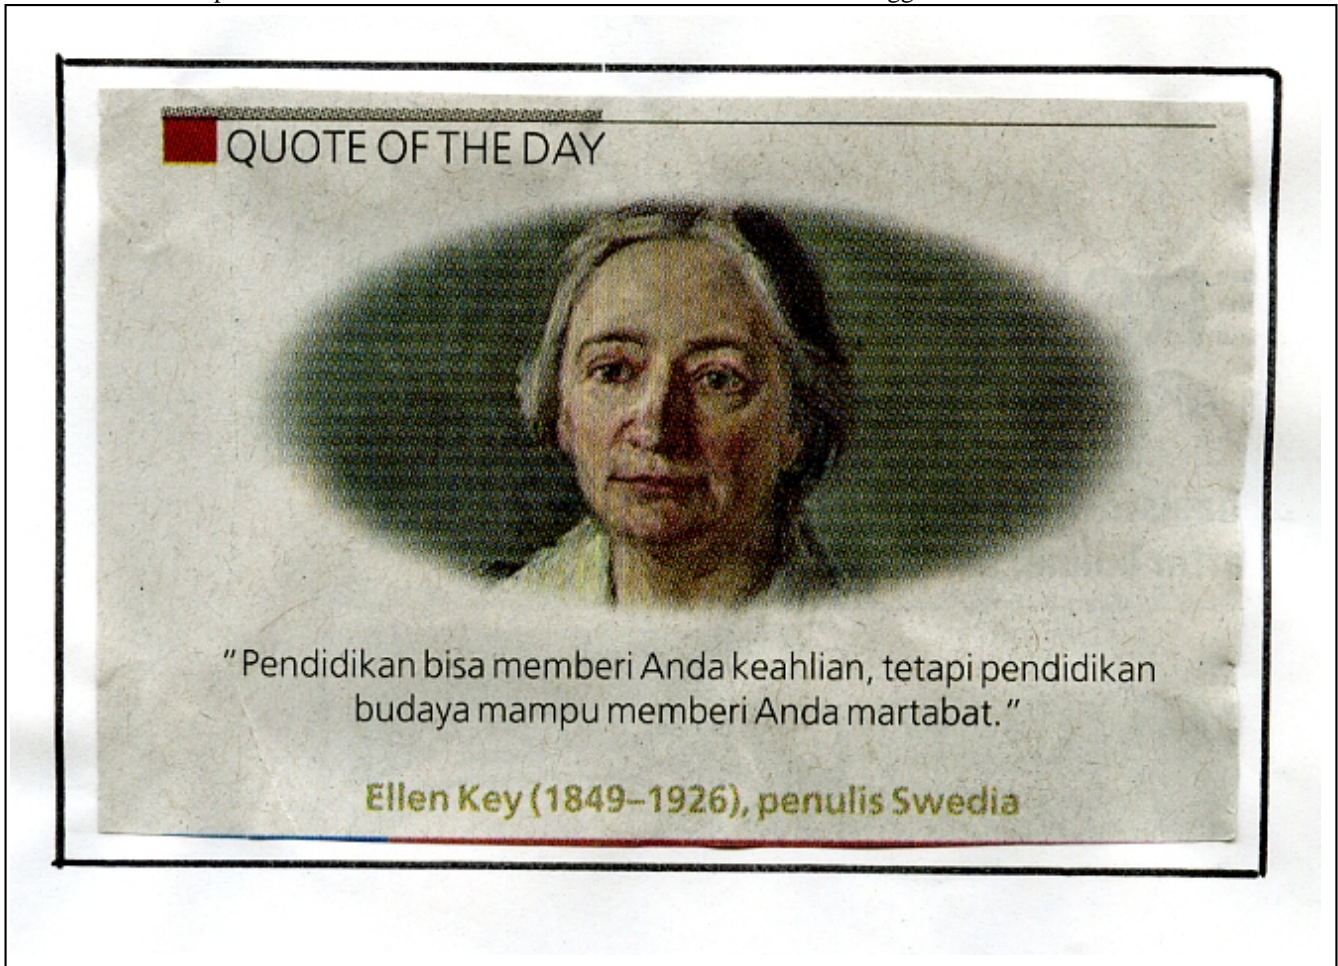 QUOTE OF THE DAY
"Pendidikan bisa memberi Anda keahlian, tetapi pendidikan
budaya mampu memberi Anda martabat."
Ellen Key (1849–1926), penulis Swedia